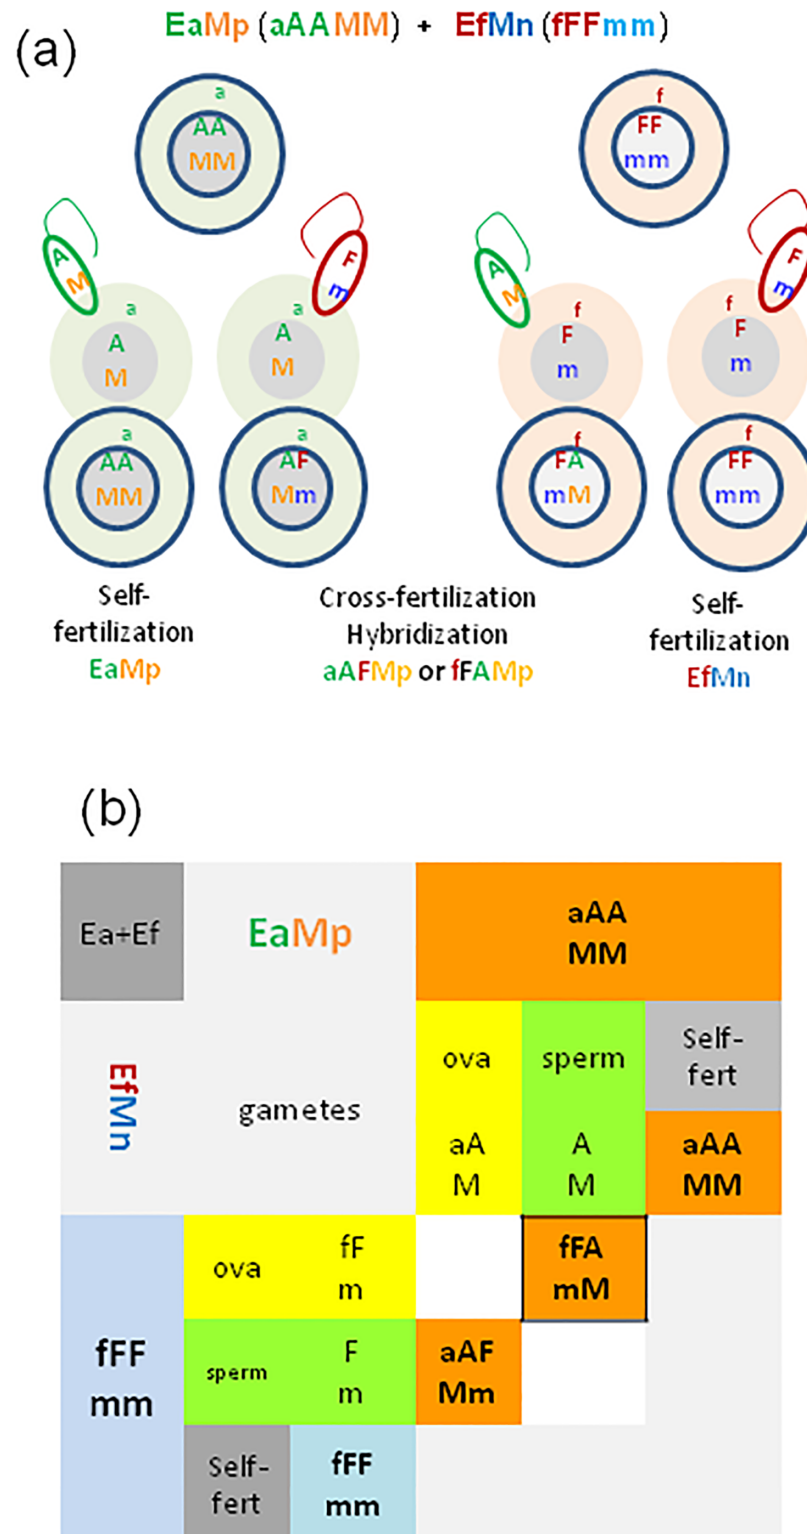 EaMp (aAAMM) + EfMn (fFFmm)
(a)
a
AA
MM
f
FF
mm
A
M
F
m
A
M
F
m
a
A
M
a
A
M
f
F
m
f
F
m
a
AA
MM
a
AF
Mm
f
FA
mM
f
FF
mm
Self-
fertilization
EaMp
Cross-fertilization
Hybridization
aAFMp or fFAMp
Self-
fertilization
EfMn
(b)
Ea+Ef
EaMp
aAA
MM
EfMn
gametes
ova
sperm
Self-
fert
aA
M
A
M
aAA
MM
fFF
mm
ova
fF
m
fFA
mM
sperm
F
m
aAF
Mm
Self-
fert
fFF
mm